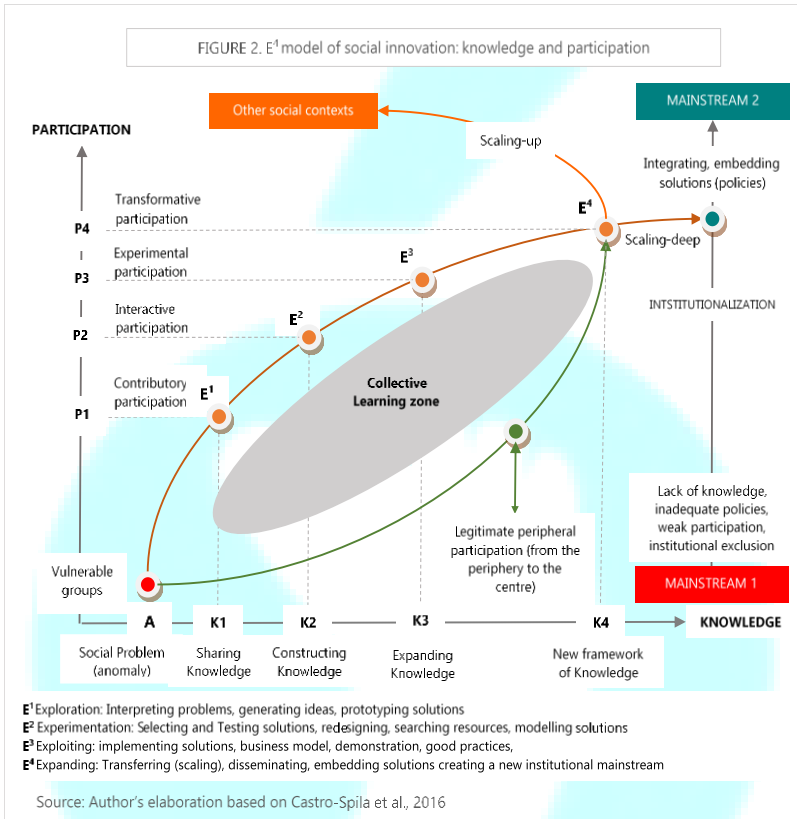 FIGURE 2. E⁴ model of social innovation: knowledge and participation
Other social contexts
MAINSTREAM 2
PARTICIPATION
Scaling-up
Integrating, embedding
solutions (policies)
Transformative
participation
P4
E⁴
Scaling-deep
Experimental
participation
P3
E³
INTSTITUTIONALIZATION
Interactive
participation
P2
E²
Contributory
participation
P1
E¹
Collective
Learning zone
Lack of knowledge,
inadequate policies,
weak participation,
institutional exclusion
Legitimate peripheral
participation (from the
periphery to the
centre)
Vulnerable
groups
MAINSTREAM 1
A
K1
K2
K3
K4
KNOWLEDGE
Social Problem
(anomaly)
Sharing
Knowledge
Constructing
Knowledge
Expanding
Knowledge
New framework
of Knowledge
E¹ Exploration: Interpreting problems, generating ideas, prototyping solutions
E² Experimentation: Selecting and Testing solutions, redesigning, searching resources, modelling solutions
E³ Exploiting: implementing solutions, business model, demonstration, good practices,
E⁴ Expanding: Transferring (scaling), disseminating, embedding solutions creating a new institutional mainstream
Source: Author's elaboration based on Castro-Spila et al., 2016